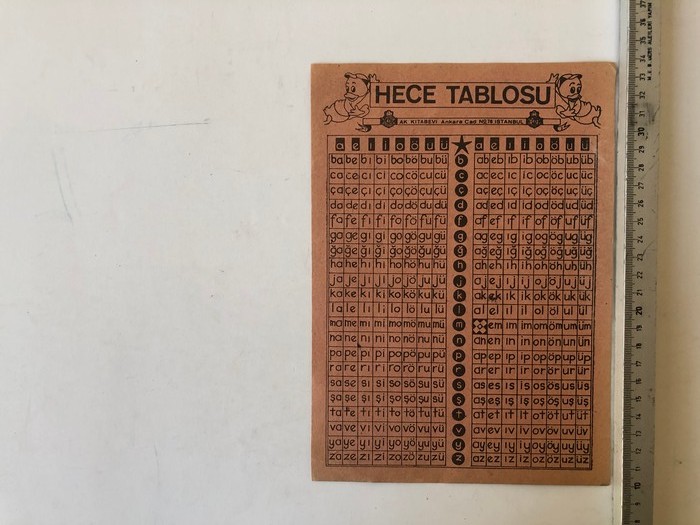 HECE TABLOSU
AK KİTABEVİ Ankara Cad. No: 18 İSTANBUL
a e ı i o ö u ü ★ a e ı i o ö u ü
ba be bı bi bo bö bu bü b ab eb ıb ib ob öb ub üb
ca ce cı ci co cö cu cü c ac ec ıc ic oc öc uc üc
ça çe çı çi ço çö çu çü ç aç eç ıç iç oç öç uç üç
da de dı di do dö du dü d ad ed ıd id od öd ud üd
fa fe fı fi fo fö fu fü f af ef ıf if of öf uf üf
ga ge gı gi go gö gu gü g ag eg ıg ig og ög ug üg
ğa ğe ğı ği ğo ğö ğu ğü ğ ağ eğ ığ iğ oğ öğ uğ üğ
ha he hı hi ho hö hu hü h ah eh ıh ih oh öh uh üh
ja je jı ji jo jö ju jü j aj ej ıj ij oj öj uj üj
ka ke kı ki ko kö ku kü k ak ek ık ik ok ök uk ük
la le lı li lo lö lu lü l al el ıl il ol öl ul ül
ma me mı mi mo mö mu mü m em ım im om öm um üm
na ne nı ni no nö nu nü n an en ın in on ön un ün
pa pe pı pi po pö pu pü p ap ep ıp ip op öp up üp
ra re rı ri ro rö ru rü r ar er ır ir or ör ur ür
sa se sı si so sö su sü s as es ıs is os ös us üs
şa şe şı şi şo şö şu şü ş aş eş ış iş oş öş uş üş
ta te tı ti to tö tu tü t at et ıt it ot öt ut üt
va ve vı vi vo vö vu vü v av ev ıv iv ov öv uv üv
ya ye yı yi yo yö yu yü y ay ey ıy iy oy öy uy üy
za ze zı zi zo zö zu zü z az ez ız iz oz öz uz üz